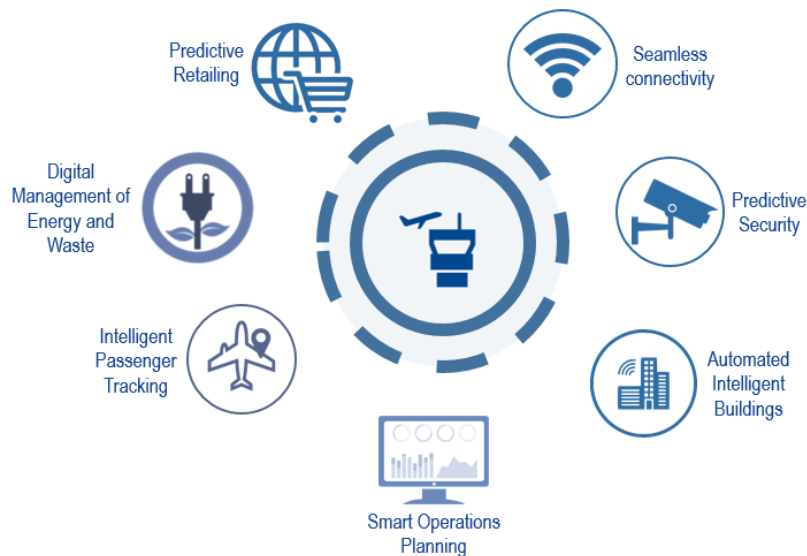 Predictive
Retailing
Seamless
connectivity
Digital
Management of
Energy and
Waste
Predictive
Security
Intelligent
Passenger
Tracking
Automated
Intelligent
Buildings
Smart Operations
Planning